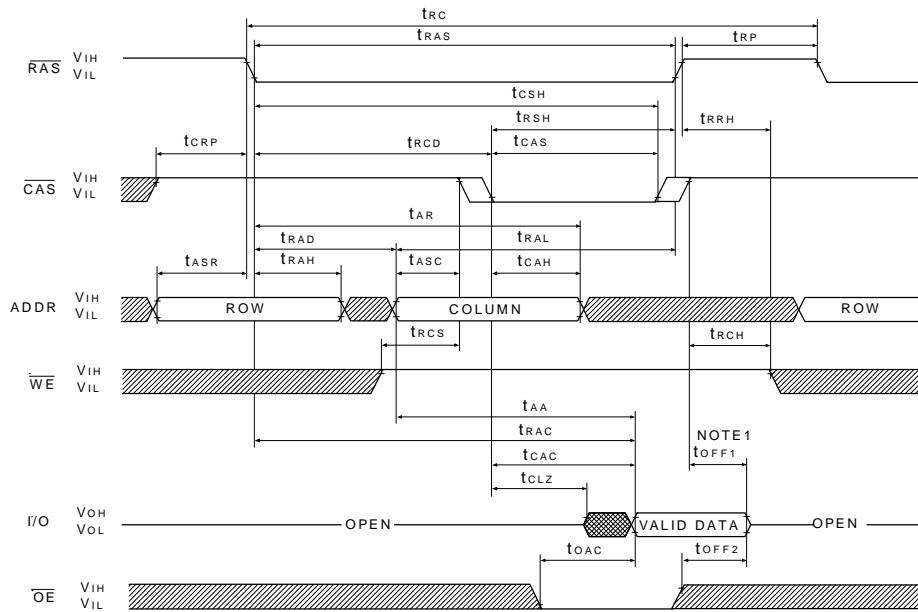 tRC
tRAS
tRP
RAS VIH
VIL
tCSH
tRSH
tRRH
tCRP
tRCD
tCAS
CAS VIH
VIL
tAR
tRAD
tRAL
tASR
tRAH
tASC
tCAH
ADDR VIH
VIL
ROW
COLUMN
ROW
tRCS
tRCH
WE VIH
VIL
tAA
tRAC
NOTE1
tCAC
tOFF1
tCLZ
I/O VOH
VOL
OPEN
VALID DATA
OPEN
tOAC
tOFF2
OE VIH
VIL